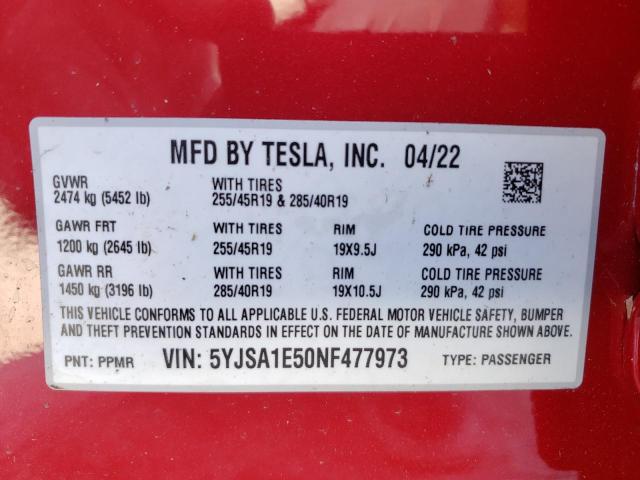 MFD BY TESLA, INC. 04/22
GVWR WITH TIRES
2474 kg (5452 lb) 255/45R19 & 285/40R19
GAWR FRT WITH TIRES RIM COLD TIRE PRESSURE
1200 kg (2645 lb) 255/45R19 19X9.5J 290 kPa, 42 psi
GAWR RR WITH TIRES RIM COLD TIRE PRESSURE
1450 kg (3196 lb) 285/40R19 19X10.5J 290 kPa, 42 psi
THIS VEHICLE CONFORMS TO ALL APPLICABLE U.S. FEDERAL MOTOR VEHICLE SAFETY, BUMPER
AND THEFT PREVENTION STANDARDS IN EFFECT ON THE DATE OF MANUFACTURE SHOWN ABOVE.
PNT: PPMR VIN: 5YJSA1E50NF477973 TYPE: PASSENGER